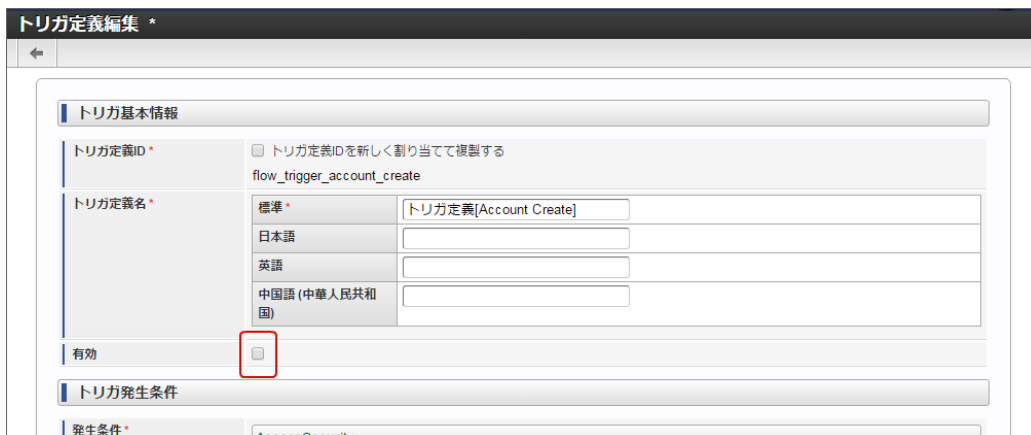 トリガ定義編集 *
トリガ基本情報
トリガ定義ID *
トリガ定義IDを新しく割り当てて複製する
flow_trigger_account_create
トリガ定義名 *
標準 *
トリガ定義[Account Create]
日本語
英語
中国語 (中華人民共和
国)
有効
トリガ発生条件
発生条件 *